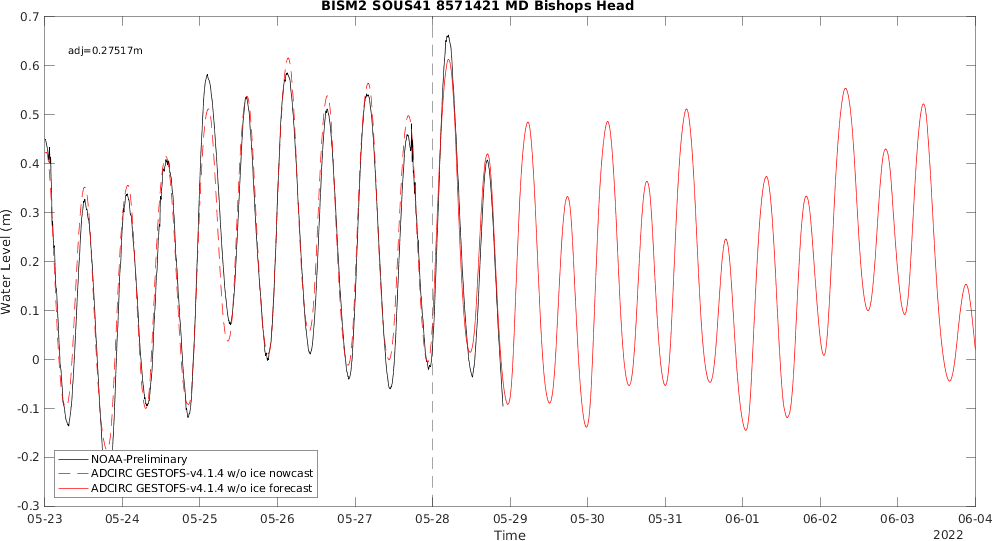 BISM2 SOUS41 8571421 MD Bishops Head
adj=0.27517m
Water Level (m)
0.7
0.6
0.5
0.4
0.3
0.2
0.1
0
-0.1
-0.2
-0.3
NOAA-Preliminary
ADCIRC GESTOFS-v4.1.4 w/o ice nowcast
ADCIRC GESTOFS-v4.1.4 w/o ice forecast
05-23 05-24 05-25 05-26 05-27 05-28 05-29 05-30 05-31 06-01 06-02 06-03 06-04
Time
2022